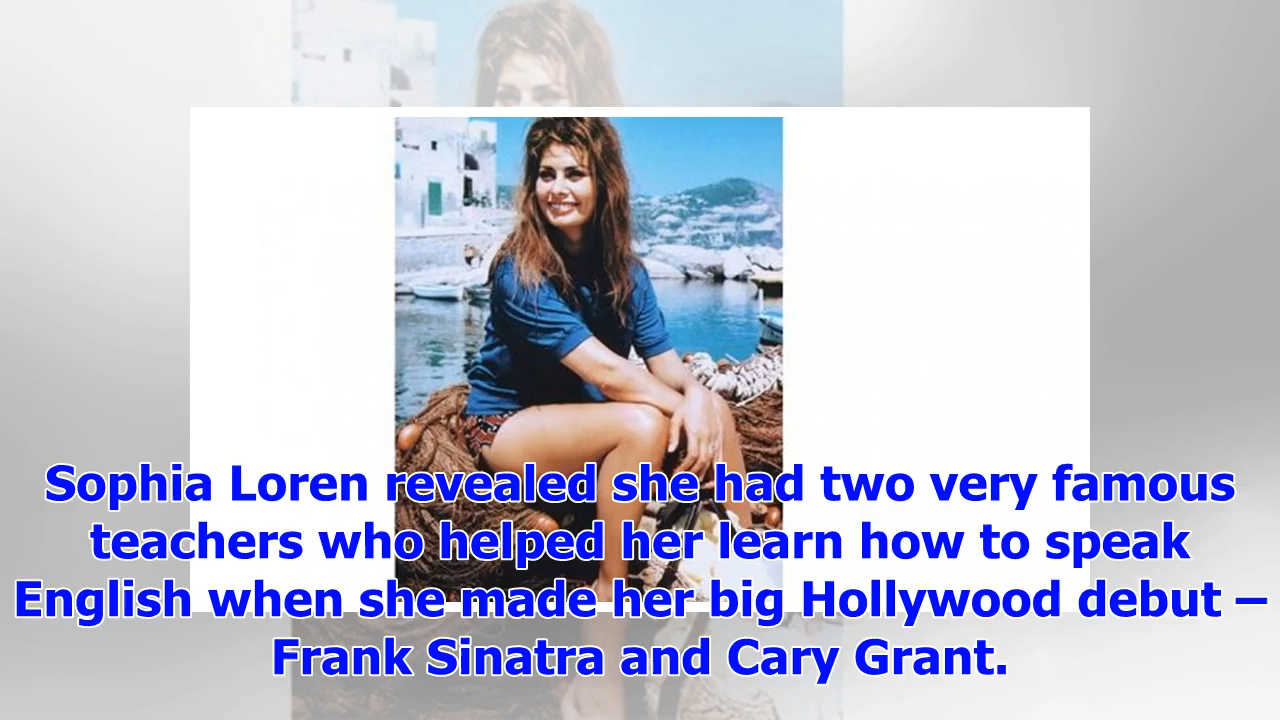 Sophia Loren revealed she had two very famous
teachers who helped her learn how to speak
English when she made her big Hollywood debut –
Frank Sinatra and Cary Grant.